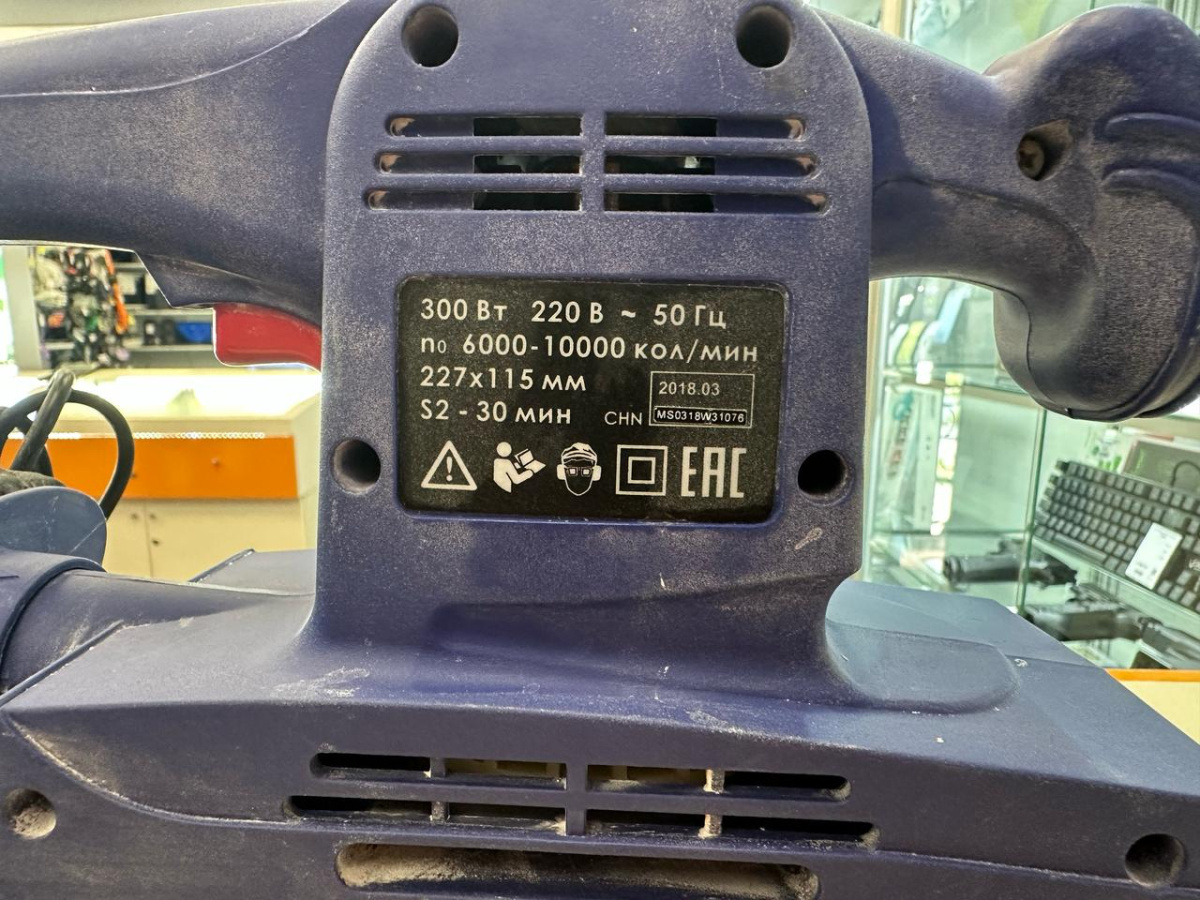 300 Вт 220 В ~ 50 Гц
n₀ 6000-10000 кол/мин
227x115 мм
2018.03
S2 - 30 мин CHN MS0318W31076
EAC